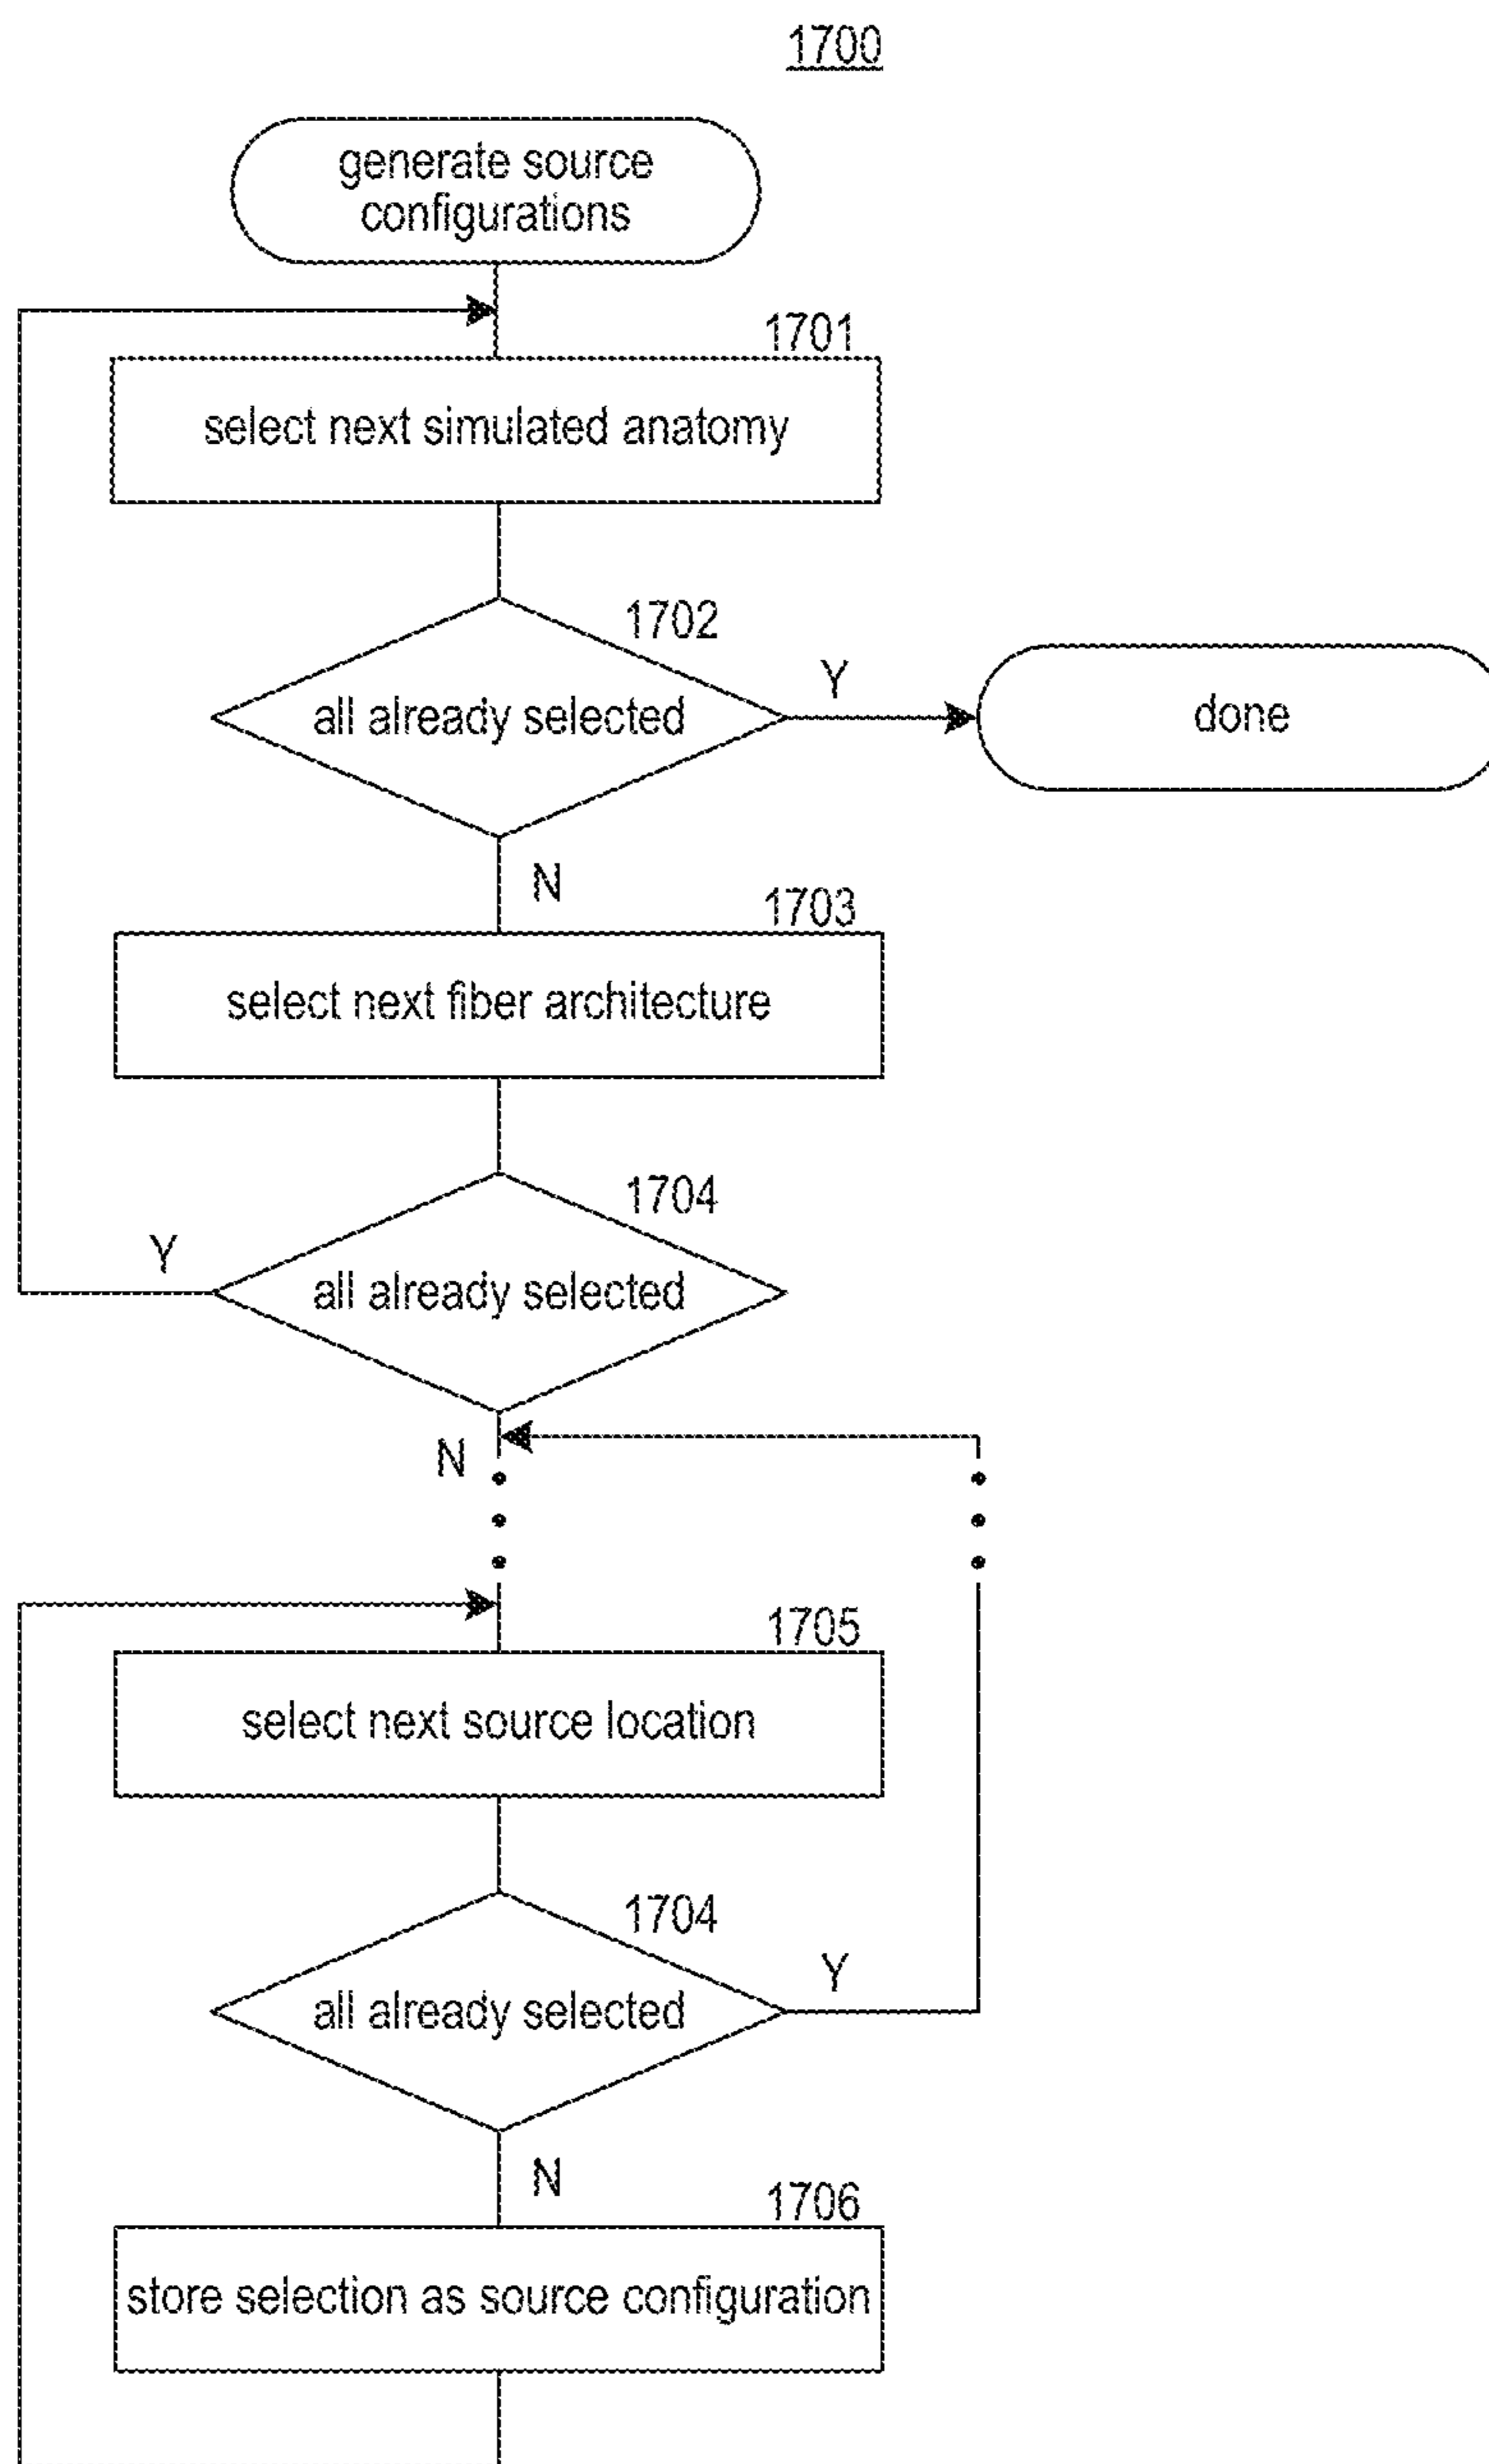 1700
generate source
configurations
1701
select next simulated anatomy
1702
all already selected
Y
done
N
1703
select next fiber architecture
1704
Y
all already selected
N
1705
select next source location
1704
all already selected
Y
N
1706
store selection as source configuration